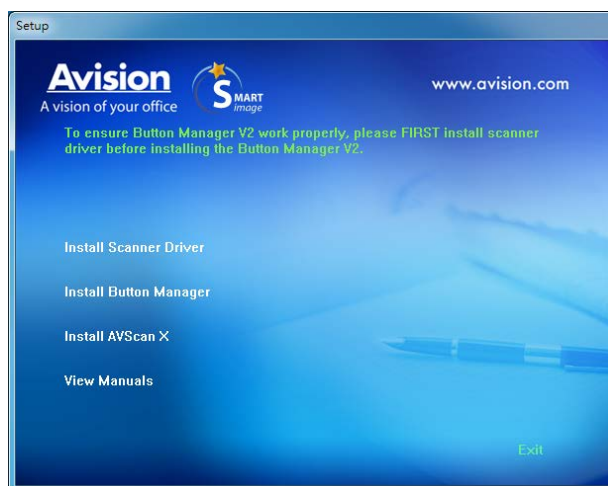 Setup
Avision
A vision of your office
SMART
image
www.avision.com
To ensure Button Manager V2 work properly, please FIRST install scanner
driver before installing the Button Manager V2.
Install Scanner Driver
Install Button Manager
Install AVScan X
View Manuals
Exit